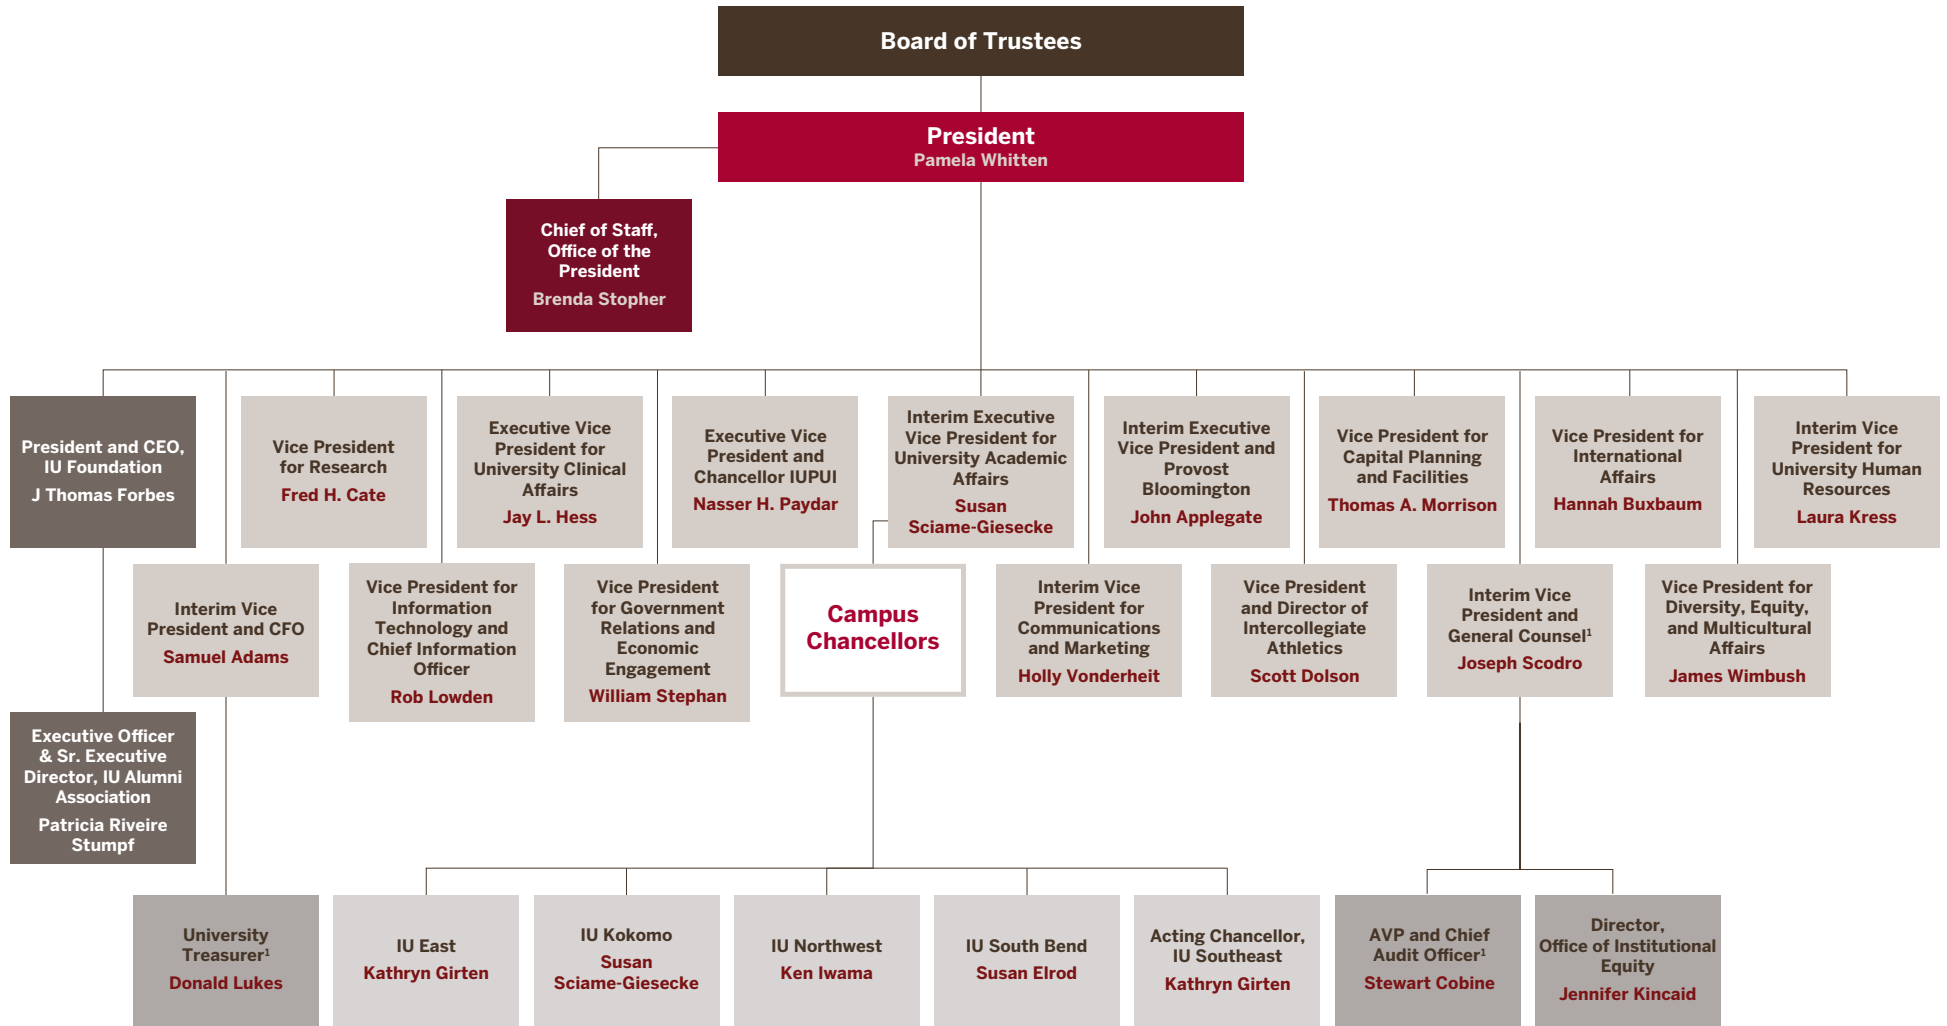 Board of Trustees
President
Pamela Whitten
Chief of Staff,
Office of the
President
Brenda Stopher
President and CEO,
IU Foundation
J Thomas Forbes
Vice President
for Research
Fred H. Cate
Executive Vice
President for
University Clinical
Affairs
Jay L. Hess
Executive Vice
President and
Chancellor IUPUI
Nasser H. Paydar
Interim Executive
Vice President for
University Academic
Affairs
Susan
Sciame-Giesecke
Interim Executive
Vice President and
Provost
Bloomington
John Applegate
Vice President for
Capital Planning
and Facilities
Thomas A. Morrison
Vice President for
International
Affairs
Hannah Buxbaum
Interim Vice
President for
University Human
Resources
Laura Kress
Interim Vice
President and CFO
Samuel Adams
Vice President for
Information
Technology and
Chief Information
Officer
Rob Lowden
Vice President
for Government
Relations and
Economic
Engagement
William Stephan
Campus
Chancellors
Interim Vice
President for
Communications
and Marketing
Holly Vonderheit
Vice President
and Director of
Intercollegiate
Athletics
Scott Dolson
Interim Vice
President and
General Counsel¹
Joseph Scodro
Vice President for
Diversity, Equity,
and Multicultural
Affairs
James Wimbush
Executive Officer
& Sr. Executive
Director, IU Alumni
Association
Patricia Riveire
Stumpf
University
Treasurer¹
Donald Lukes
IU East
Kathryn Girten
IU Kokomo
Susan
Sciame-Giesecke
IU Northwest
Ken Iwama
IU South Bend
Susan Elrod
Acting Chancellor,
IU Southeast
Kathryn Girten
AVP and Chief
Audit Officer¹
Stewart Cobine
Director,
Office of Institutional
Equity
Jennifer Kincaid